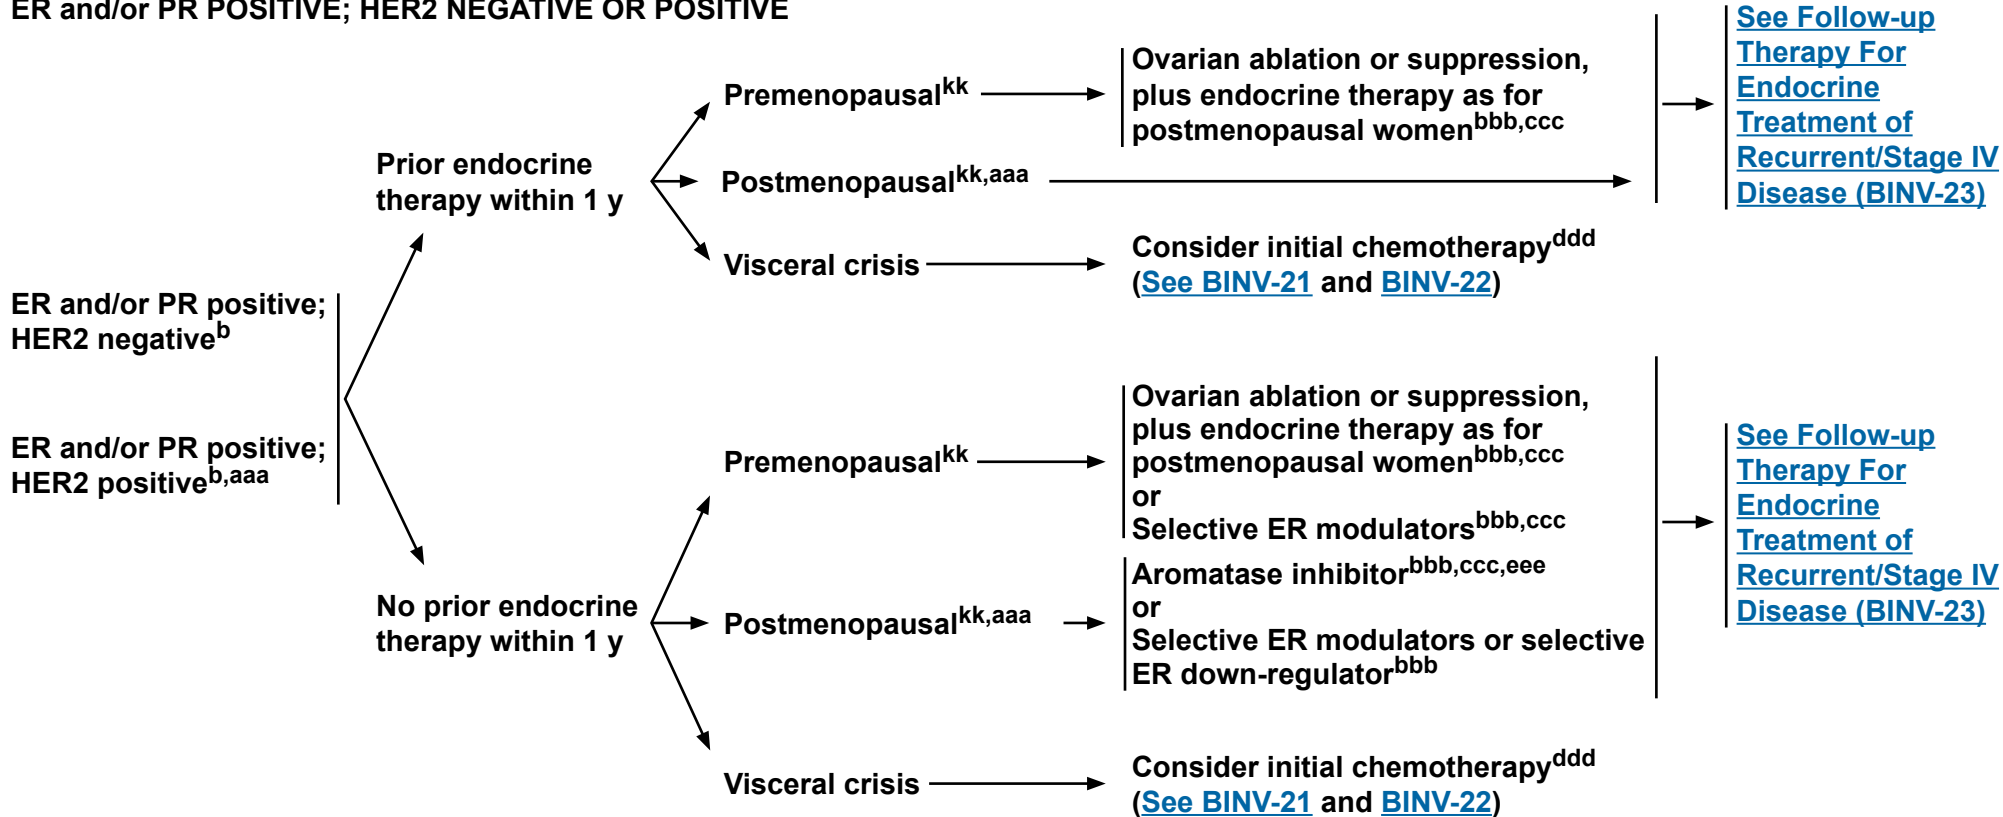 ER and/or PR POSITIVE; HER2 NEGATIVE OR POSITIVE
ER and/or PR positive;
HER2 negativeb
ER and/or PR positive;
HER2 positiveb,aaa
Prior endocrine
therapy within 1 y
Premenopausalkk
Ovarian ablation or suppression,
plus endocrine therapy as for
postmenopausal womenbbb,ccc
Postmenopausalkk,aaa
Visceral crisis
Consider initial chemotherapyddd
(See BINV-21 and BINV-22)
See Follow-up
Therapy For
Endocrine
Treatment of
Recurrent/Stage IV
Disease (BINV-23)
No prior endocrine
therapy within 1 y
Premenopausalkk
Ovarian ablation or suppression,
plus endocrine therapy as for
postmenopausal womenbbb,ccc
or
Selective ER modulatorsbbb,ccc
Postmenopausalkk,aaa
Aromatase inhibitorbbb,ccc,eee
or
Selective ER modulators or selective
ER down-regulatorbbb
Visceral crisis
Consider initial chemotherapyddd
(See BINV-21 and BINV-22)
See Follow-up
Therapy For
Endocrine
Treatment of
Recurrent/Stage IV
Disease (BINV-23)